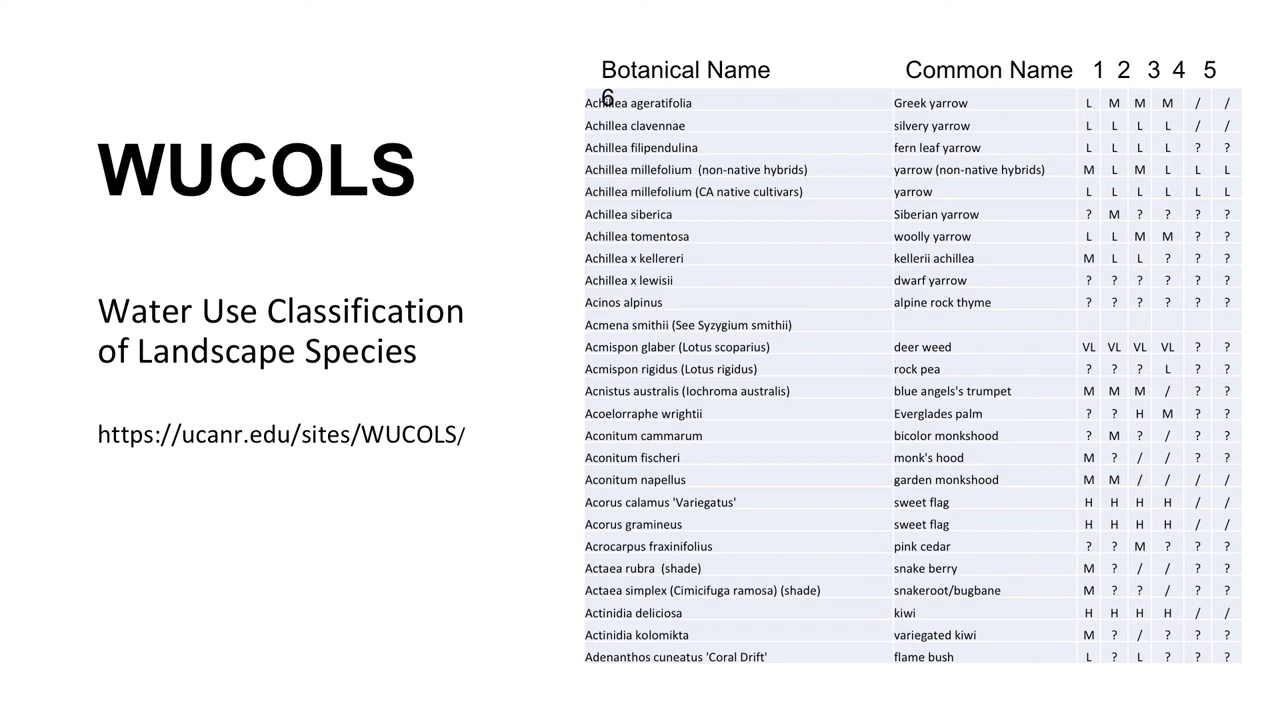 WUCOLS
Water Use Classification
of Landscape Species
https://ucanr.edu/sites/WUCOLS/
Botanical Name Common Name 1 2 3 4 5
6
Achillea ageratifolia Greek yarrow L M M M / /
Achillea clavennae silvery yarrow L L L L / /
Achillea filipendulina fern leaf yarrow L L L L ? ?
Achillea millefolium (non-native hybrids) yarrow (non-native hybrids) M L M L L L
Achillea millefolium (CA native cultivars) yarrow L L L L L L
Achillea siberica Siberian yarrow ? M ? ? ? ?
Achillea tomentosa woolly yarrow L L M M ? ?
Achillea x kellereri kellerii achillea M L L ? ? ?
Achillea x lewisii dwarf yarrow ? ? ? ? ? ?
Acinos alpinus alpine rock thyme ? ? ? ? ? ?
Acmena smithii (See Syzygium smithii)
Acmispon glaber (Lotus scoparius) deer weed VL VL VL VL ? ?
Acmispon rigidus (Lotus rigidus) rock pea ? ? ? L ? ?
Acnistus australis (Iochroma australis) blue angels's trumpet M M M / ? ?
Acoelorraphe wrightii Everglades palm ? ? H M ? ?
Aconitum cammarum bicolor monkshood ? M ? / ? ?
Aconitum fischeri monk's hood M ? / / ? ?
Aconitum napellus garden monkshood M M / / / /
Acorus calamus 'Variegatus' sweet flag H H H H / /
Acorus gramineus sweet flag H H H H / /
Acrocarpus fraxinifolius pink cedar ? ? M ? ? ?
Actaea rubra (shade) snake berry M ? / / ? ?
Actaea simplex (Cimicifuga ramosa) (shade) snakeroot/bugbane M ? ? / ? ?
Actinidia deliciosa kiwi H H H H / /
Actinidia kolomikta variegated kiwi M ? / ? ? ?
Adenanthos cuneatus 'Coral Drift' flame bush L ? L ? ? ?